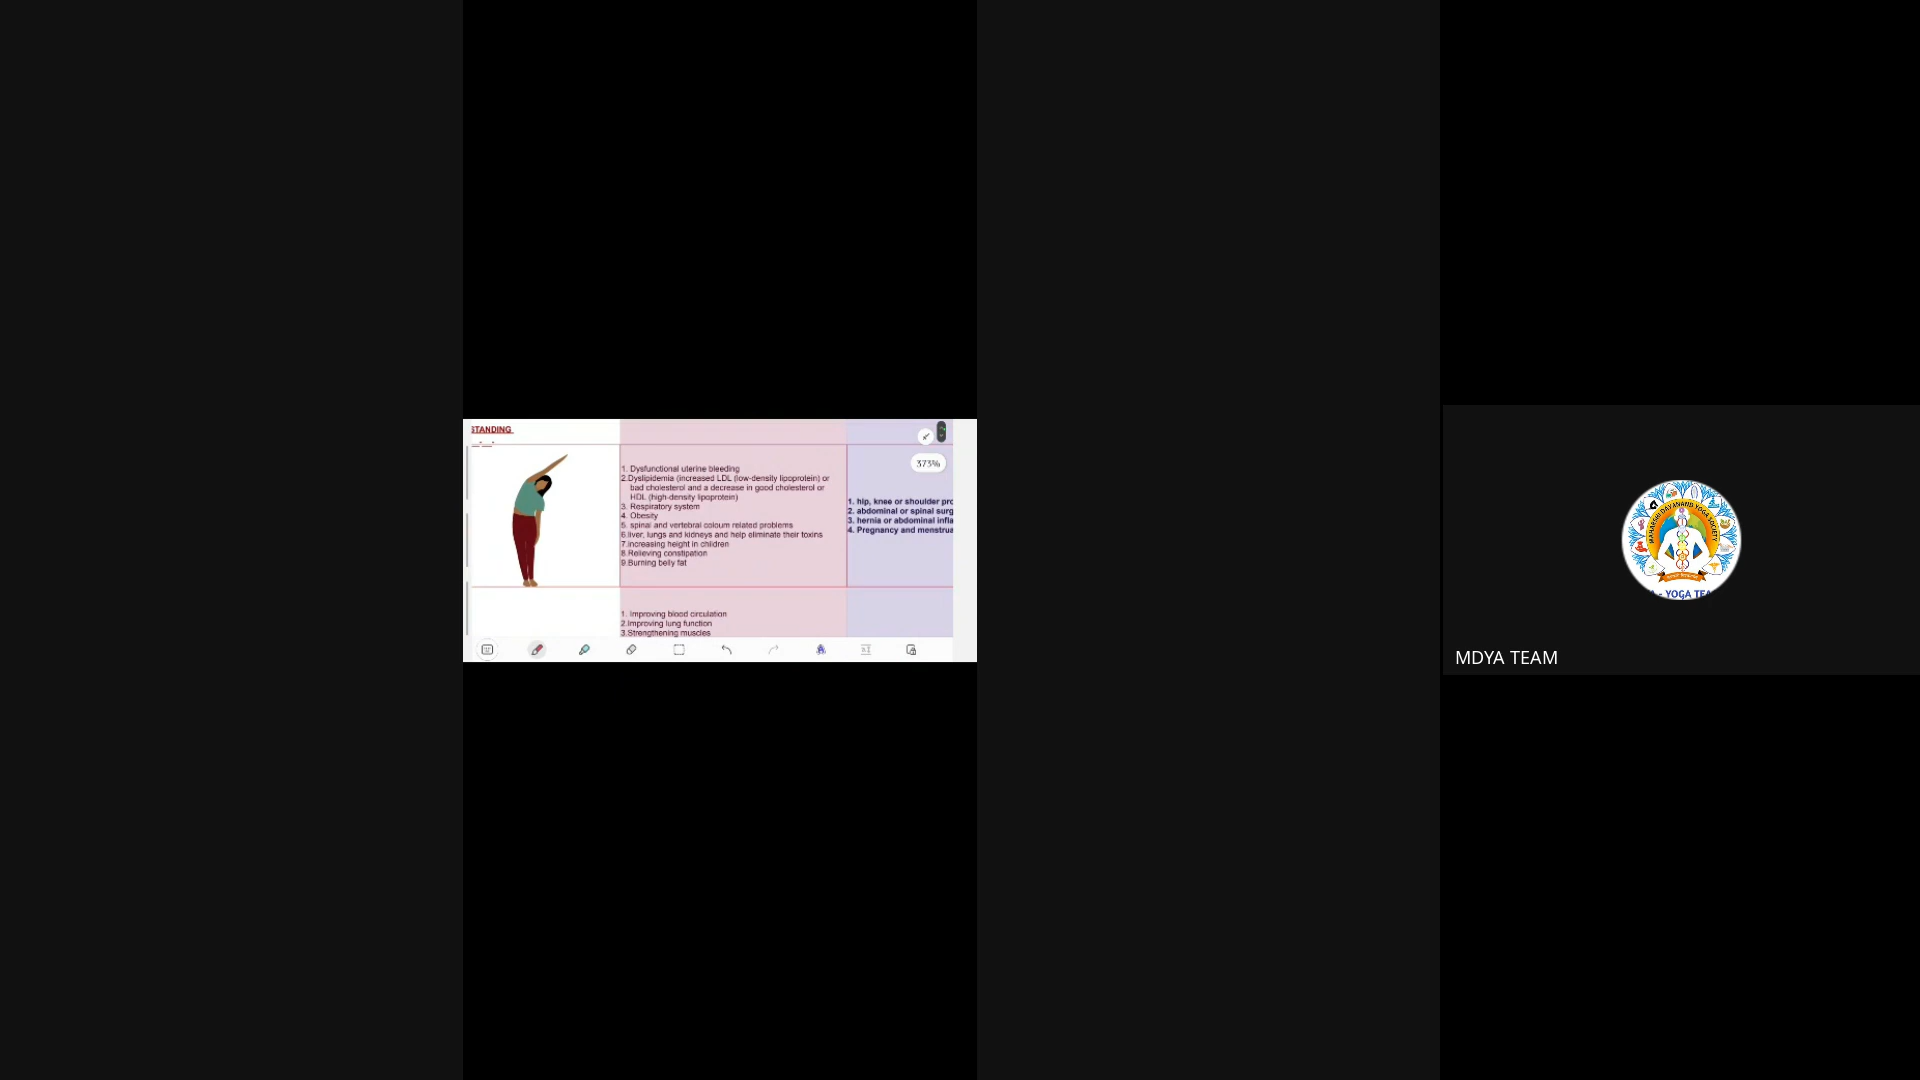 STANDING
373%
1. Dysfunctional uterine bleeding
2.Dyslipidemia (increased LDL (low-density lipoprotein) or
bad cholesterol and a decrease in good cholesterol or
HDL (high-density lipoprotein)
3. Respiratory system
4. Obesity
5. spinal and vertebral coloum related problems
6.liver, lungs and kidneys and help eliminate their toxins
7.increasing height in children
8.Relieving constipation
9.Burning belly fat
1. hip, knee or shoulder pro
2. abdominal or spinal surg
3. hernia or abdominal infla
4. Pregnancy and menstrua
1. Improving blood circulation
2.Improving lung function
3.Strengthening muscles
MAHARSHI DAYANAND YOGA SOCIETY
A - YOGA TEA
MDYA TEAM